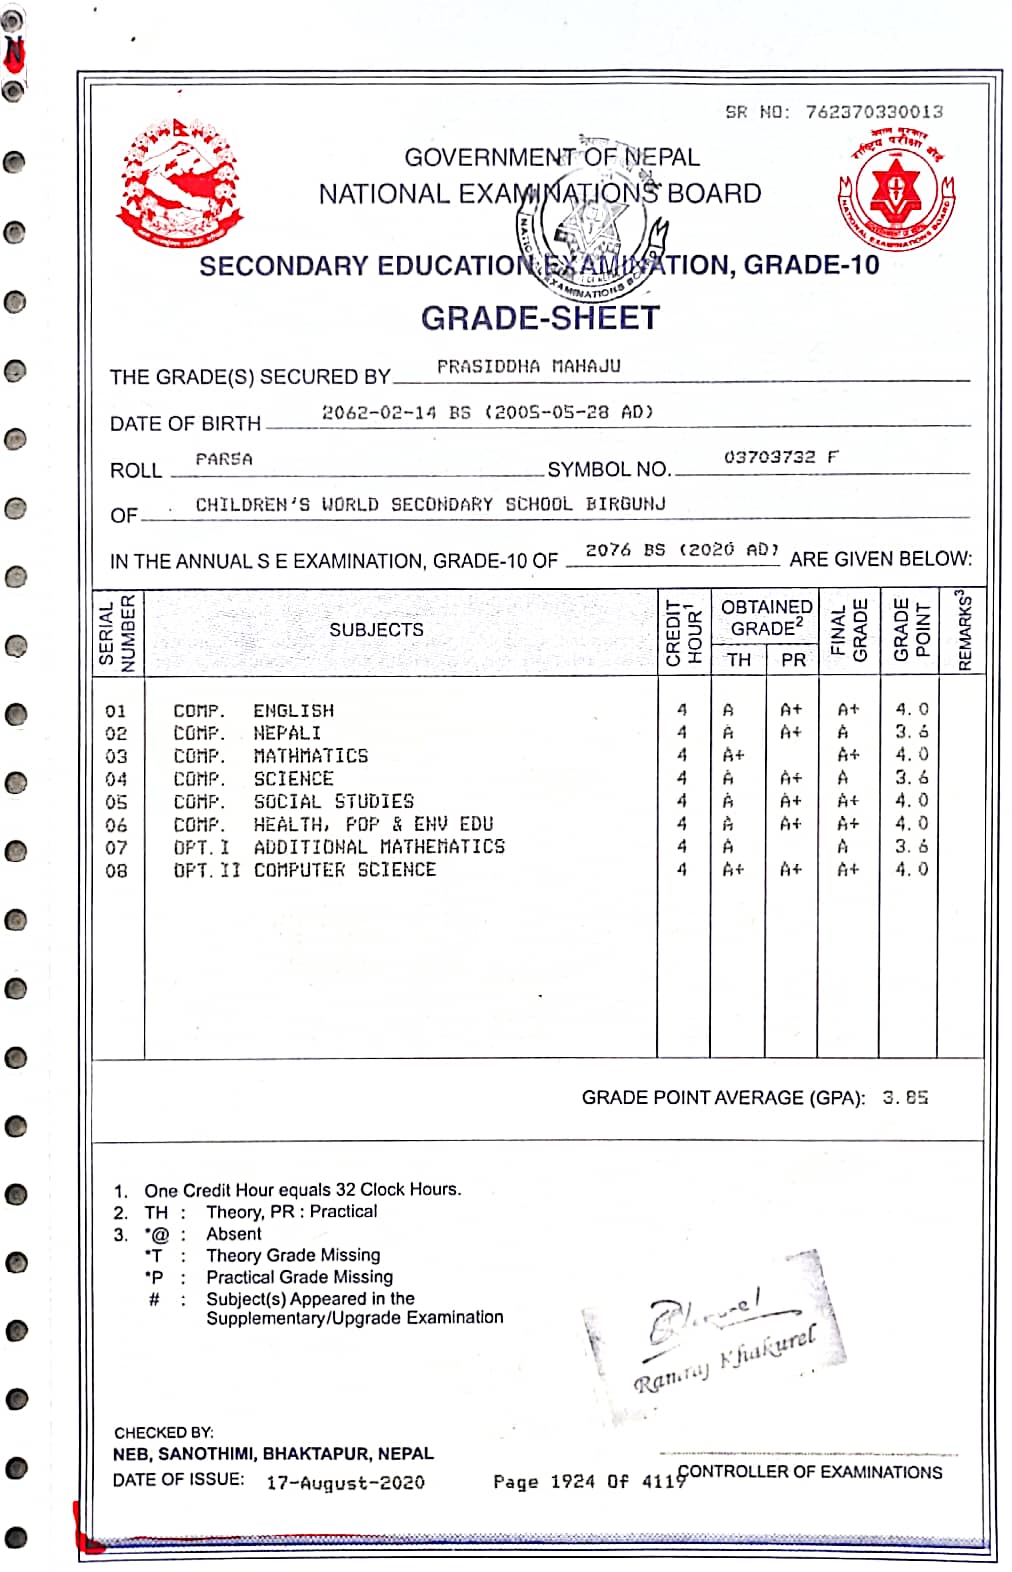 N
SR NO: 762370330013
नेपाल सरकार
राष्ट्रिय परीक्षा बोर्ड
NATIONAL EXAMINATIONS BOARD
GOVERNMENT OF NEPAL
NATIONAL EXAMINATIONS BOARD
SECONDARY EDUCATION EXAMINATION, GRADE-10
GRADE-SHEET
THE GRADE(S) SECURED BY PRASIDDHA MAHAJU
DATE OF BIRTH 2062-02-14 BS (2005-05-28 AD)
ROLL PARSA SYMBOL NO. 03703732 F
OF CHILDREN'S WORLD SECONDARY SCHOOL BIRGUNJ
IN THE ANNUAL S E EXAMINATION, GRADE-10 OF 2076 BS (2020 AD) ARE GIVEN BELOW:
SERIAL NUMBER SUBJECTS CREDIT HOUR1 OBTAINED GRADE2 FINAL GRADE GRADE POINT REMARKS3
TH PR
01 COMP. ENGLISH 4 A A+ A+ 4.0
02 COMP. NEPALI 4 A A+ A 3.6
03 COMP. MATHMATICS 4 A+ A+ 4.0
04 COMP. SCIENCE 4 A A+ A 3.6
05 COMP. SOCIAL STUDIES 4 A A+ A+ 4.0
06 COMP. HEALTH, POP & ENV EDU 4 A A+ A+ 4.0
07 OPT. I ADDITIONAL MATHEMATICS 4 A A 3.6
08 OPT. II COMPUTER SCIENCE 4 A+ A+ A+ 4.0
GRADE POINT AVERAGE (GPA): 3.85
1. One Credit Hour equals 32 Clock Hours.
2. TH : Theory, PR : Practical
3. *@ : Absent
*T : Theory Grade Missing
*P : Practical Grade Missing
# : Subject(s) Appeared in the
Supplementary/Upgrade Examination
Ramraj Khakurel
CHECKED BY:
NEB, SANOTHIMI, BHAKTAPUR, NEPAL
DATE OF ISSUE: 17-August-2020 Page 1924 Of 4119 CONTROLLER OF EXAMINATIONS